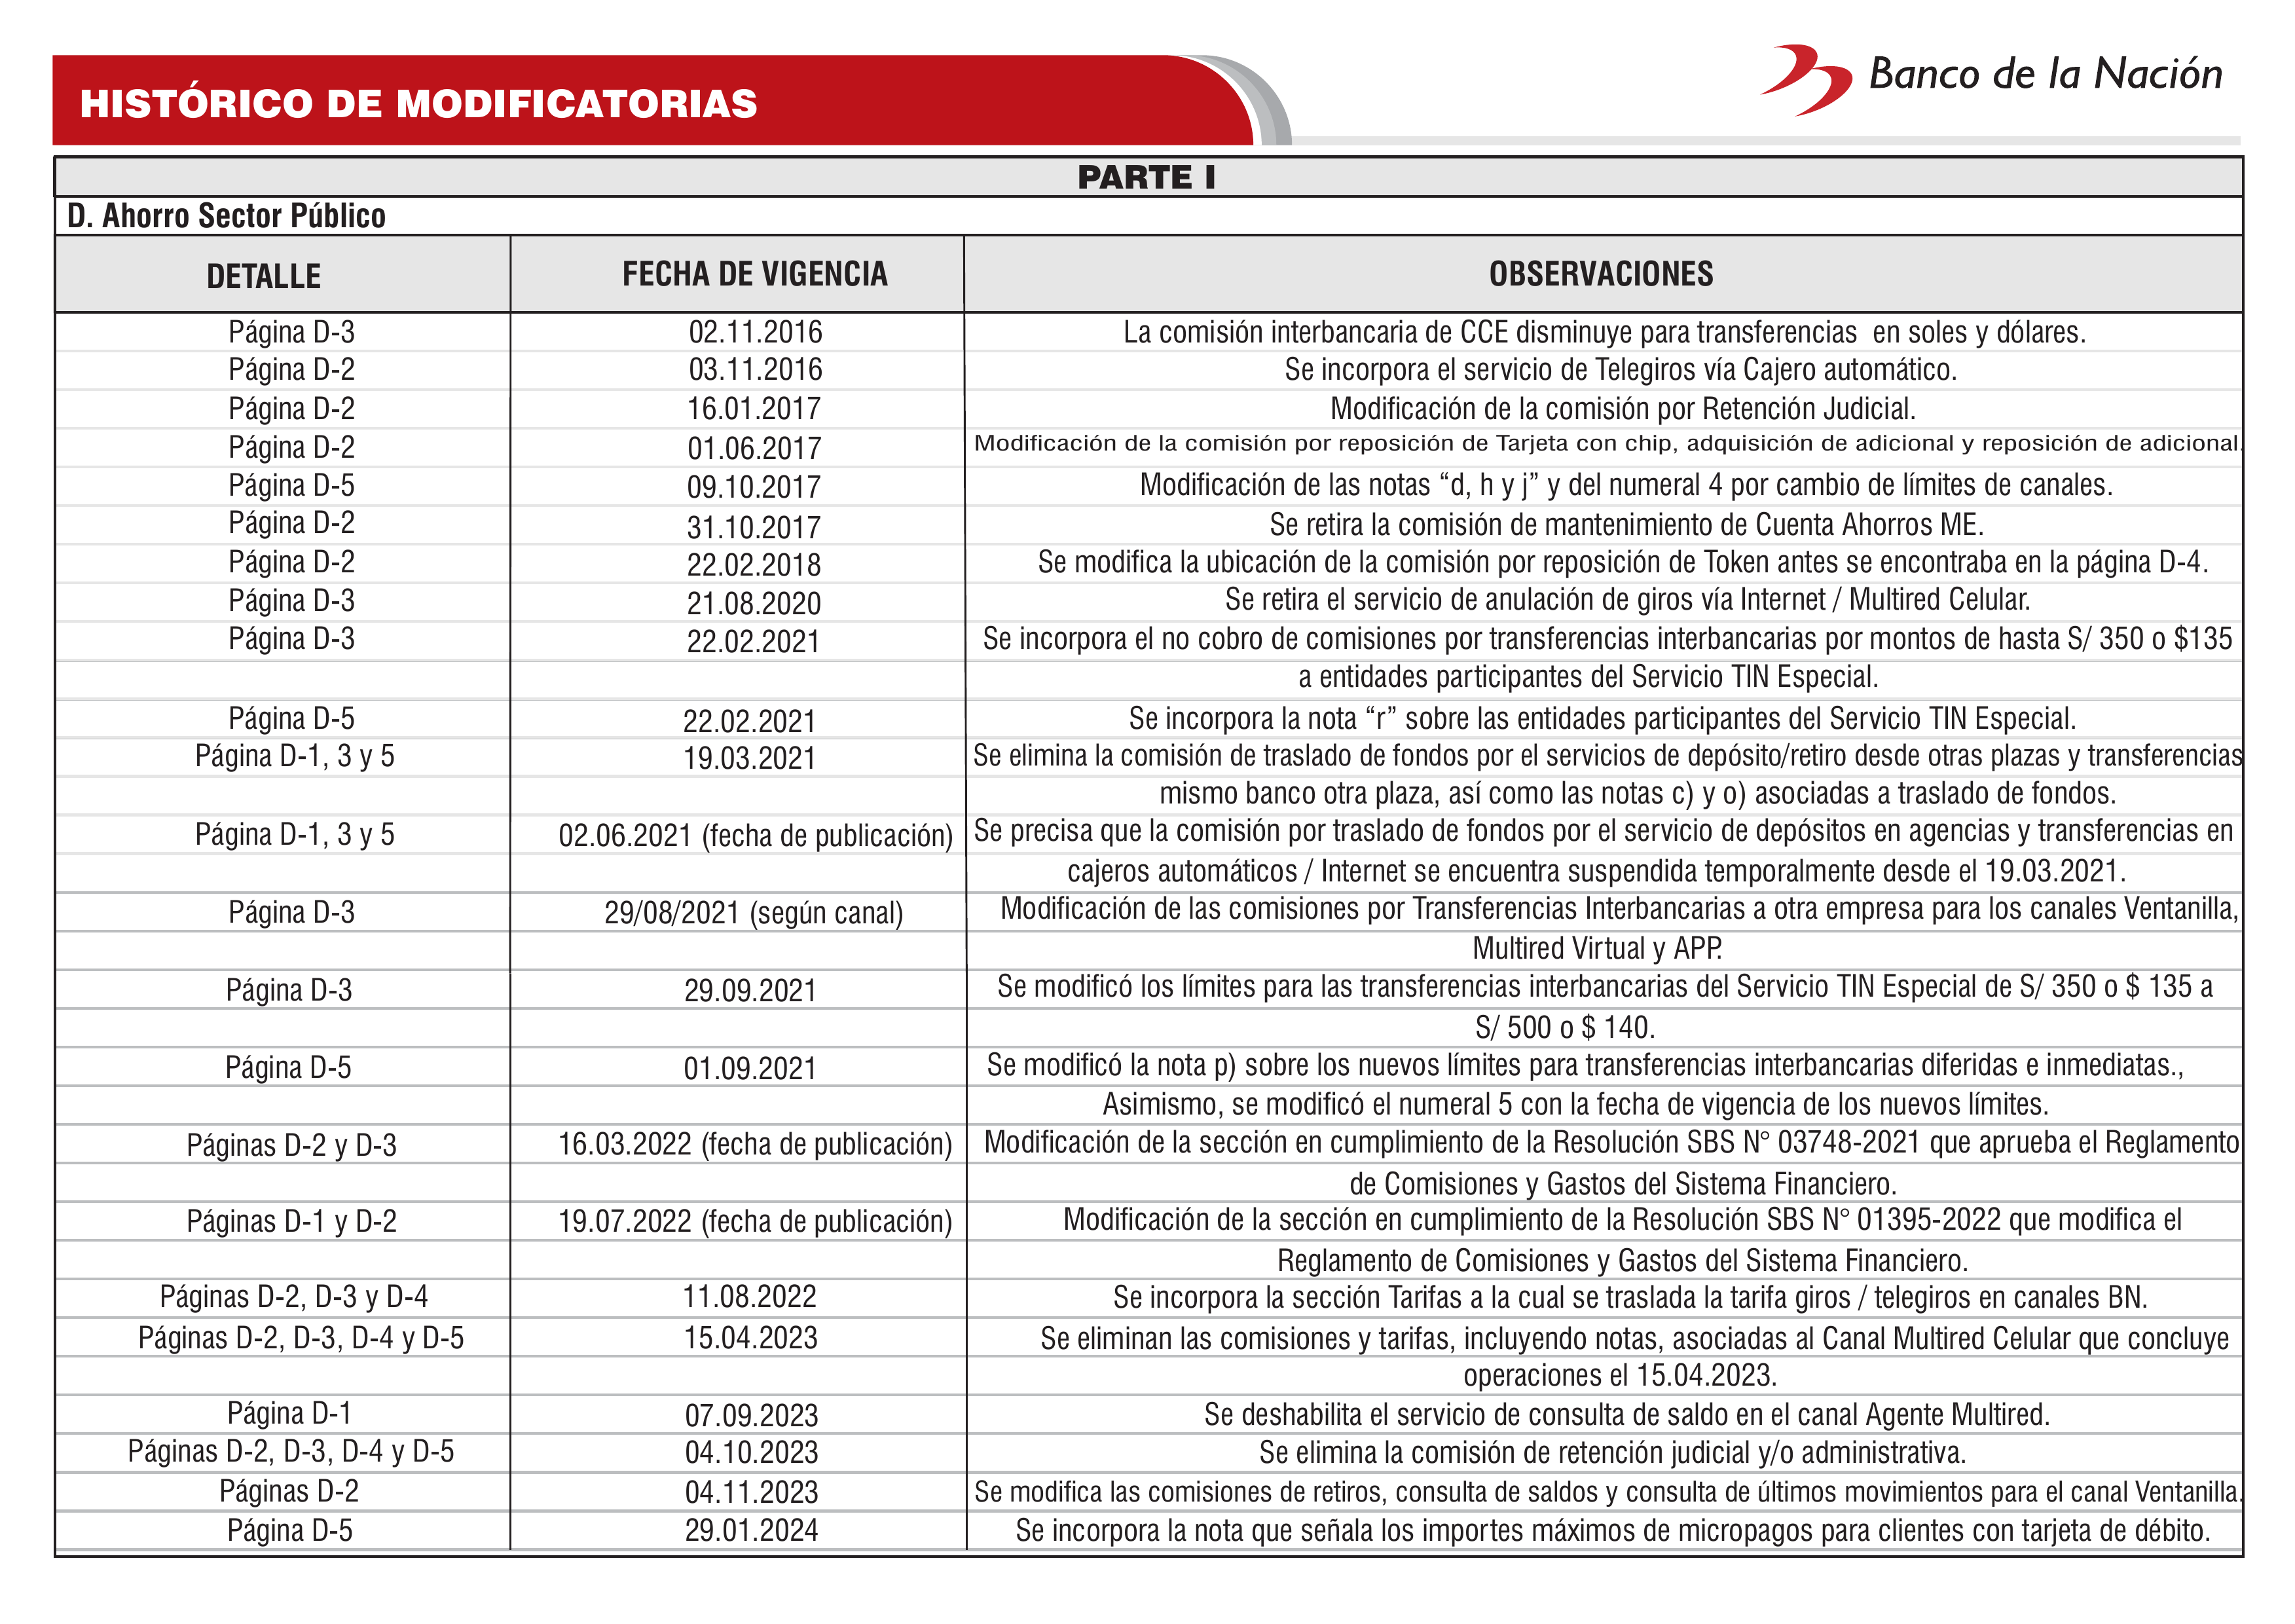 HISTÓRICO DE MODIFICATORIAS
Banco de la Nación
PARTE I
D. Ahorro Sector Público
DETALLE FECHA DE VIGENCIA OBSERVACIONES
Página D-3 02.11.2016 La comisión interbancaria de CCE disminuye para transferencias en soles y dólares.
Página D-2 03.11.2016 Se incorpora el servicio de Telegiros vía Cajero automático.
Página D-2 16.01.2017 Modificación de la comisión por Retención Judicial.
Página D-2 01.06.2017 Modificación de la comisión por reposición de Tarjeta con chip, adquisición de adicional y reposición de adicional.
Página D-5 09.10.2017 Modificación de las notas “d, h y j” y del numeral 4 por cambio de límites de canales.
Página D-2 31.10.2017 Se retira la comisión de mantenimiento de Cuenta Ahorros ME.
Página D-2 22.02.2018 Se modifica la ubicación de la comisión por reposición de Token antes se encontraba en la página D-4.
Página D-3 21.08.2020 Se retira el servicio de anulación de giros vía Internet / Multired Celular.
Página D-3 22.02.2021 Se incorpora el no cobro de comisiones por transferencias interbancarias por montos de hasta S/ 350 o $135
a entidades participantes del Servicio TIN Especial.
Página D-5 22.02.2021 Se incorpora la nota “r” sobre las entidades participantes del Servicio TIN Especial.
Página D-1, 3 y 5 19.03.2021 Se elimina la comisión de traslado de fondos por el servicios de depósito/retiro desde otras plazas y transferencias
mismo banco otra plaza, así como las notas c) y o) asociadas a traslado de fondos.
Página D-1, 3 y 5 02.06.2021 (fecha de publicación) Se precisa que la comisión por traslado de fondos por el servicio de depósitos en agencias y transferencias en
cajeros automáticos / Internet se encuentra suspendida temporalmente desde el 19.03.2021.
Página D-3 29/08/2021 (según canal) Modificación de las comisiones por Transferencias Interbancarias a otra empresa para los canales Ventanilla,
Multired Virtual y APP.
Página D-3 29.09.2021 Se modificó los límites para las transferencias interbancarias del Servicio TIN Especial de S/ 350 o $ 135 a
S/ 500 o $ 140.
Página D-5 01.09.2021 Se modificó la nota p) sobre los nuevos límites para transferencias interbancarias diferidas e inmediatas.,
Asimismo, se modificó el numeral 5 con la fecha de vigencia de los nuevos límites.
Páginas D-2 y D-3 16.03.2022 (fecha de publicación) Modificación de la sección en cumplimiento de la Resolución SBS N° 03748-2021 que aprueba el Reglamento
de Comisiones y Gastos del Sistema Financiero.
Páginas D-1 y D-2 19.07.2022 (fecha de publicación) Modificación de la sección en cumplimiento de la Resolución SBS N° 01395-2022 que modifica el
Reglamento de Comisiones y Gastos del Sistema Financiero.
Páginas D-2, D-3 y D-4 11.08.2022 Se incorpora la sección Tarifas a la cual se traslada la tarifa giros / telegiros en canales BN.
Páginas D-2, D-3, D-4 y D-5 15.04.2023 Se eliminan las comisiones y tarifas, incluyendo notas, asociadas al Canal Multired Celular que concluye
operaciones el 15.04.2023.
Página D-1 07.09.2023 Se deshabilita el servicio de consulta de saldo en el canal Agente Multired.
Páginas D-2, D-3, D-4 y D-5 04.10.2023 Se elimina la comisión de retención judicial y/o administrativa.
Páginas D-2 04.11.2023 Se modifica las comisiones de retiros, consulta de saldos y consulta de últimos movimientos para el canal Ventanilla.
Página D-5 29.01.2024 Se incorpora la nota que señala los importes máximos de micropagos para clientes con tarjeta de débito.